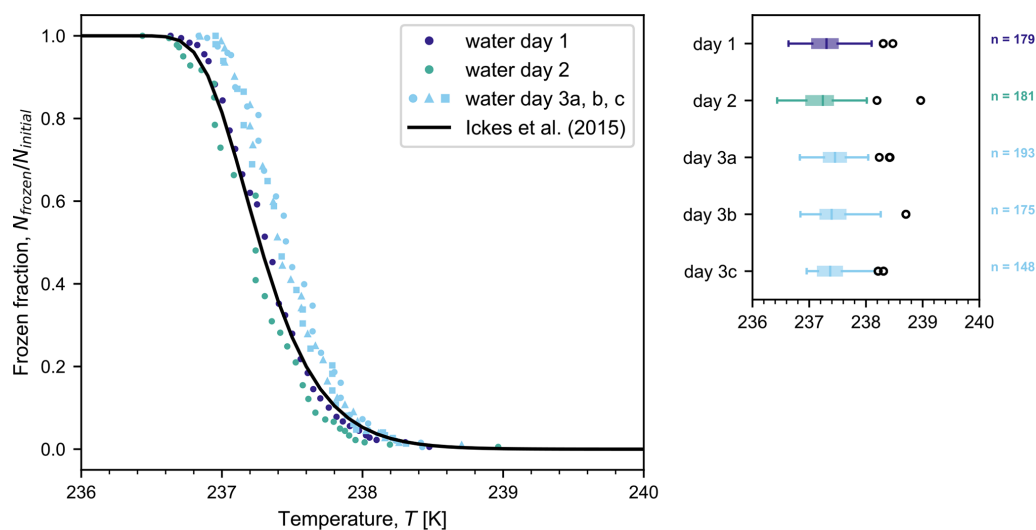 1.0
0.8
0.6
0.4
0.2
0.0
Frozen fraction, N_frozen/N_initial
236
237
238
239
240
Temperature, T [K]
water day 1
water day 2
water day 3a, b, c
Ickes et al. (2015)
day 1
day 2
day 3a
day 3b
day 3c
236
237
238
239
240
n = 179
n = 181
n = 193
n = 175
n = 148